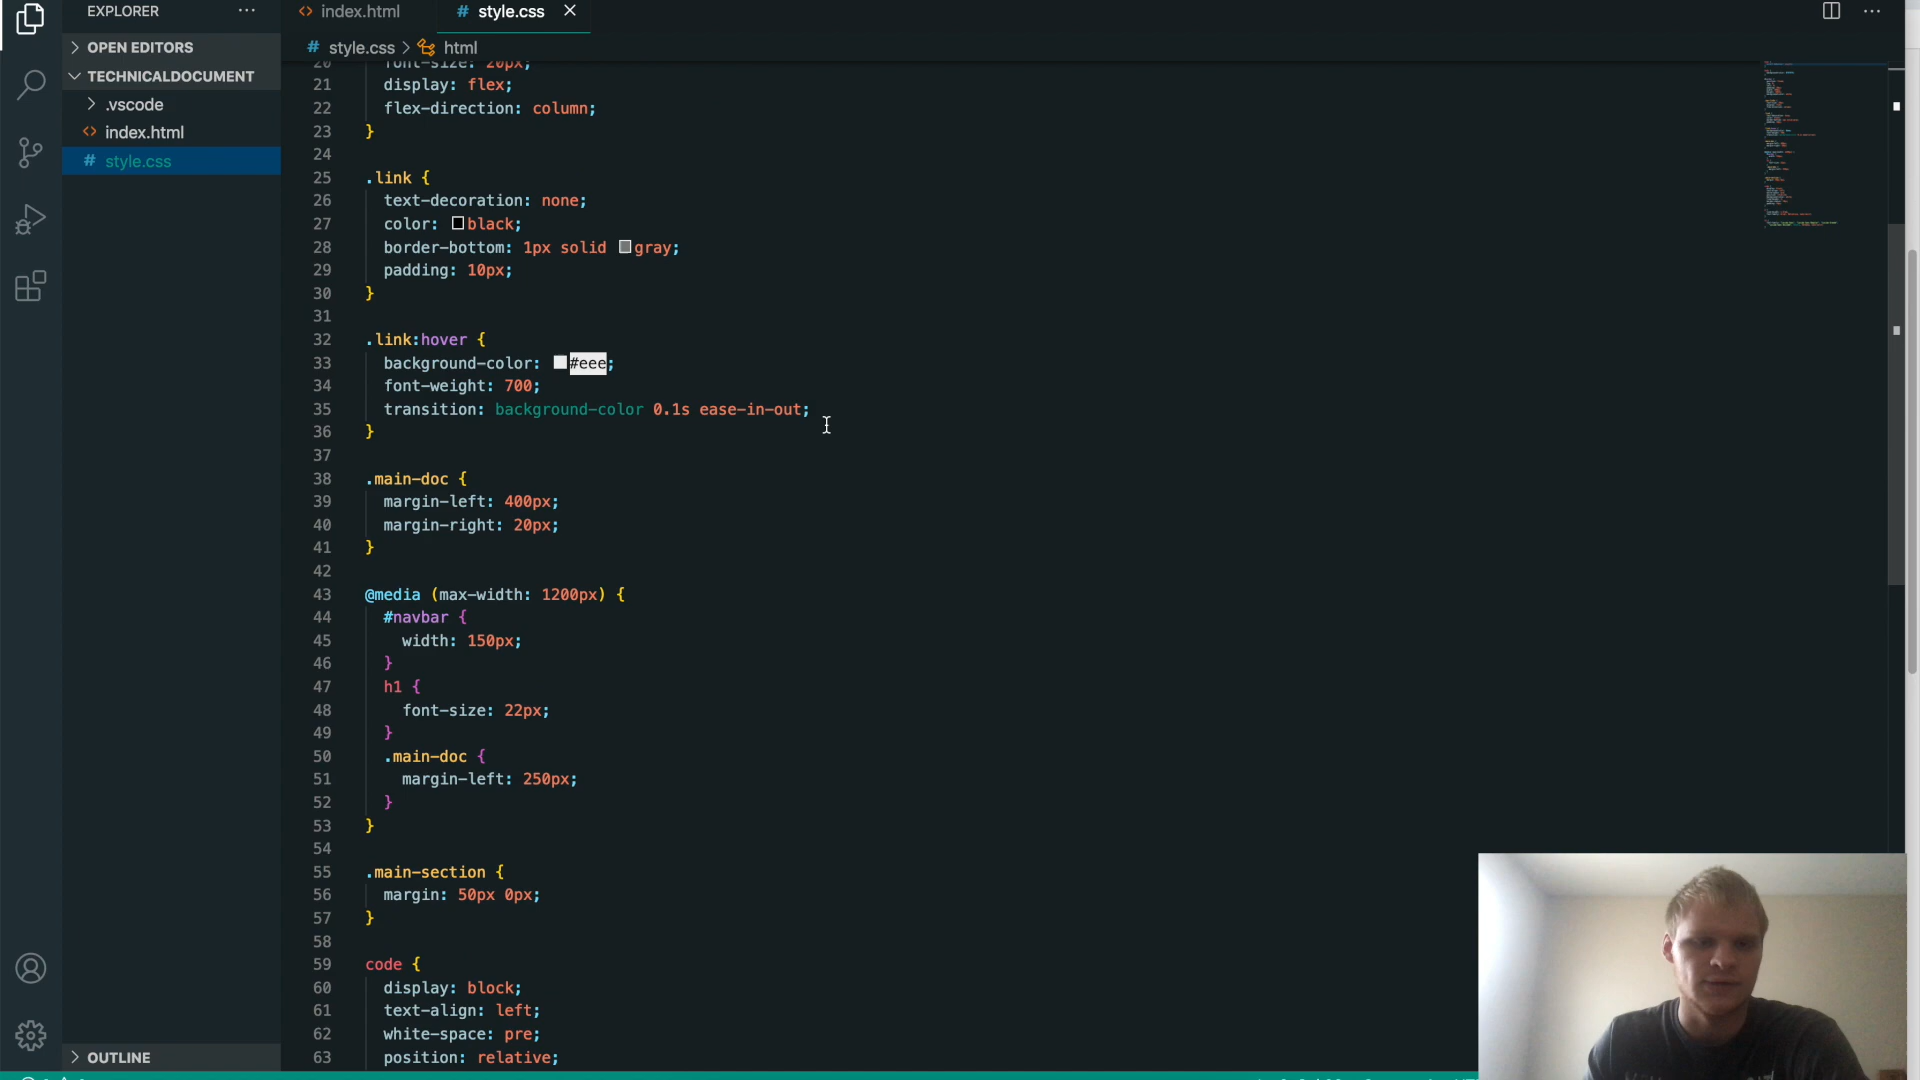 EXPLORER
index.html
# style.css
OPEN EDITORS
# style.css > html
TECHNICALDOCUMENT
.vscode
index.html
# style.css
20 font-size: 20px;
21 display: flex;
22 flex-direction: column;
23 }
24
25 .link {
26 text-decoration: none;
27 color: black;
28 border-bottom: 1px solid gray;
29 padding: 10px;
30 }
31
32 .link:hover {
33 background-color: #eee;
34 font-weight: 700;
35 transition: background-color 0.1s ease-in-out;
36 }
37
38 .main-doc {
39 margin-left: 400px;
40 margin-right: 20px;
41 }
42
43 @media (max-width: 1200px) {
44 #navbar {
45 width: 150px;
46 }
47 h1 {
48 font-size: 22px;
49 }
50 .main-doc {
51 margin-left: 250px;
52 }
53 }
54
55 .main-section {
56 margin: 50px 0px;
57 }
58
59 code {
60 display: block;
61 text-align: left;
62 white-space: pre;
63 position: relative;
OUTLINE